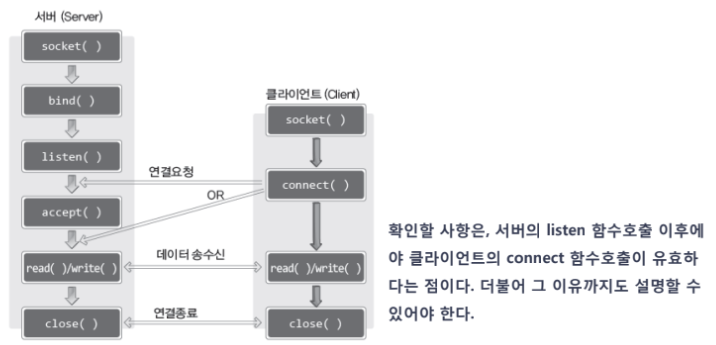 서버 (Server)
socket( )
bind( )
listen( )
accept( )
read( )/write( )
close( )
클라이언트 (Client)
socket( )
connect( )
read( )/write( )
close( )
연결요청
OR
데이터 송수신
연결종료
확인할 사항은, 서버의 listen 함수호출 이후에
야 클라이언트의 connect 함수호출이 유효하
다는 점이다. 더불어 그 이유까지도 설명할 수
있어야 한다.